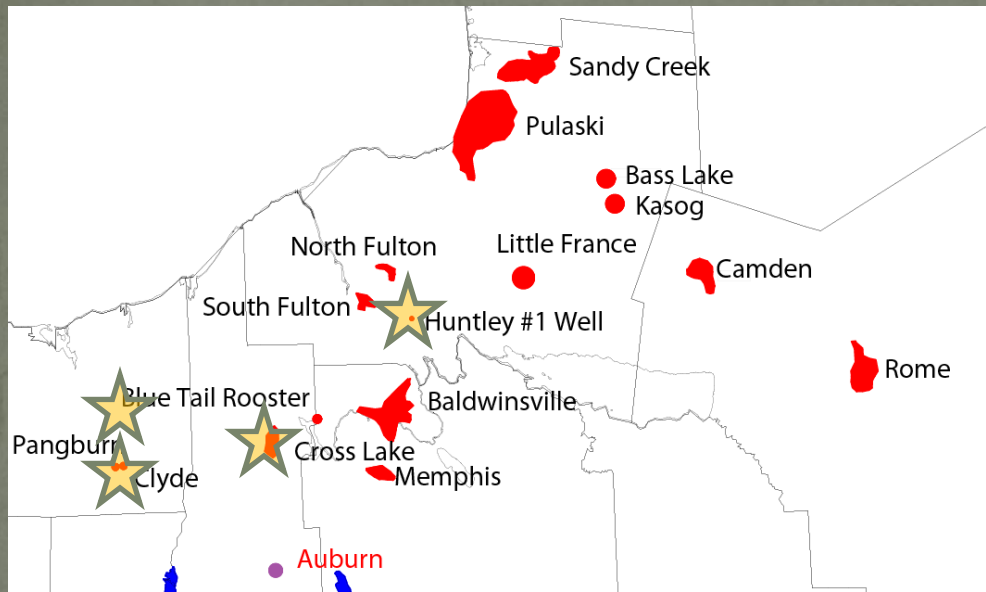 Sandy Creek
Pulaski
Bass Lake
Kasog
North Fulton
Little France
Camden
South Fulton
Huntley #1 Well
Rome
Blue Tail Rooster
Baldwinsville
Pangburn
Cross Lake
Clyde
Memphis
Auburn